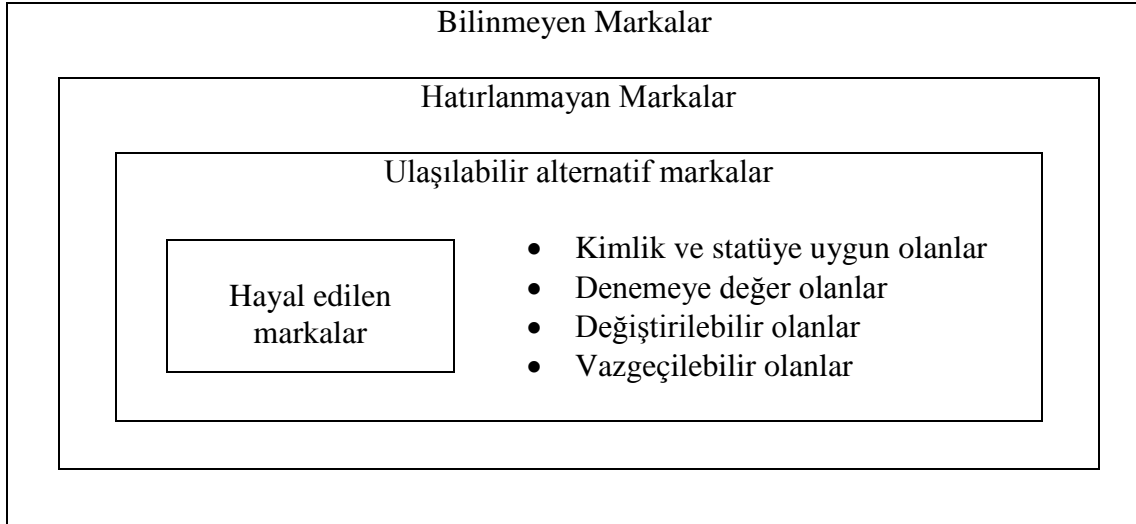 Bilinmeyen Markalar
Hatırlanmayan Markalar
Ulaşılabilir alternatif markalar
Hayal edilen
markalar
• Kimlik ve statüye uygun olanlar
• Denemeye değer olanlar
• Değiştirilebilir olanlar
• Vazgeçilebilir olanlar